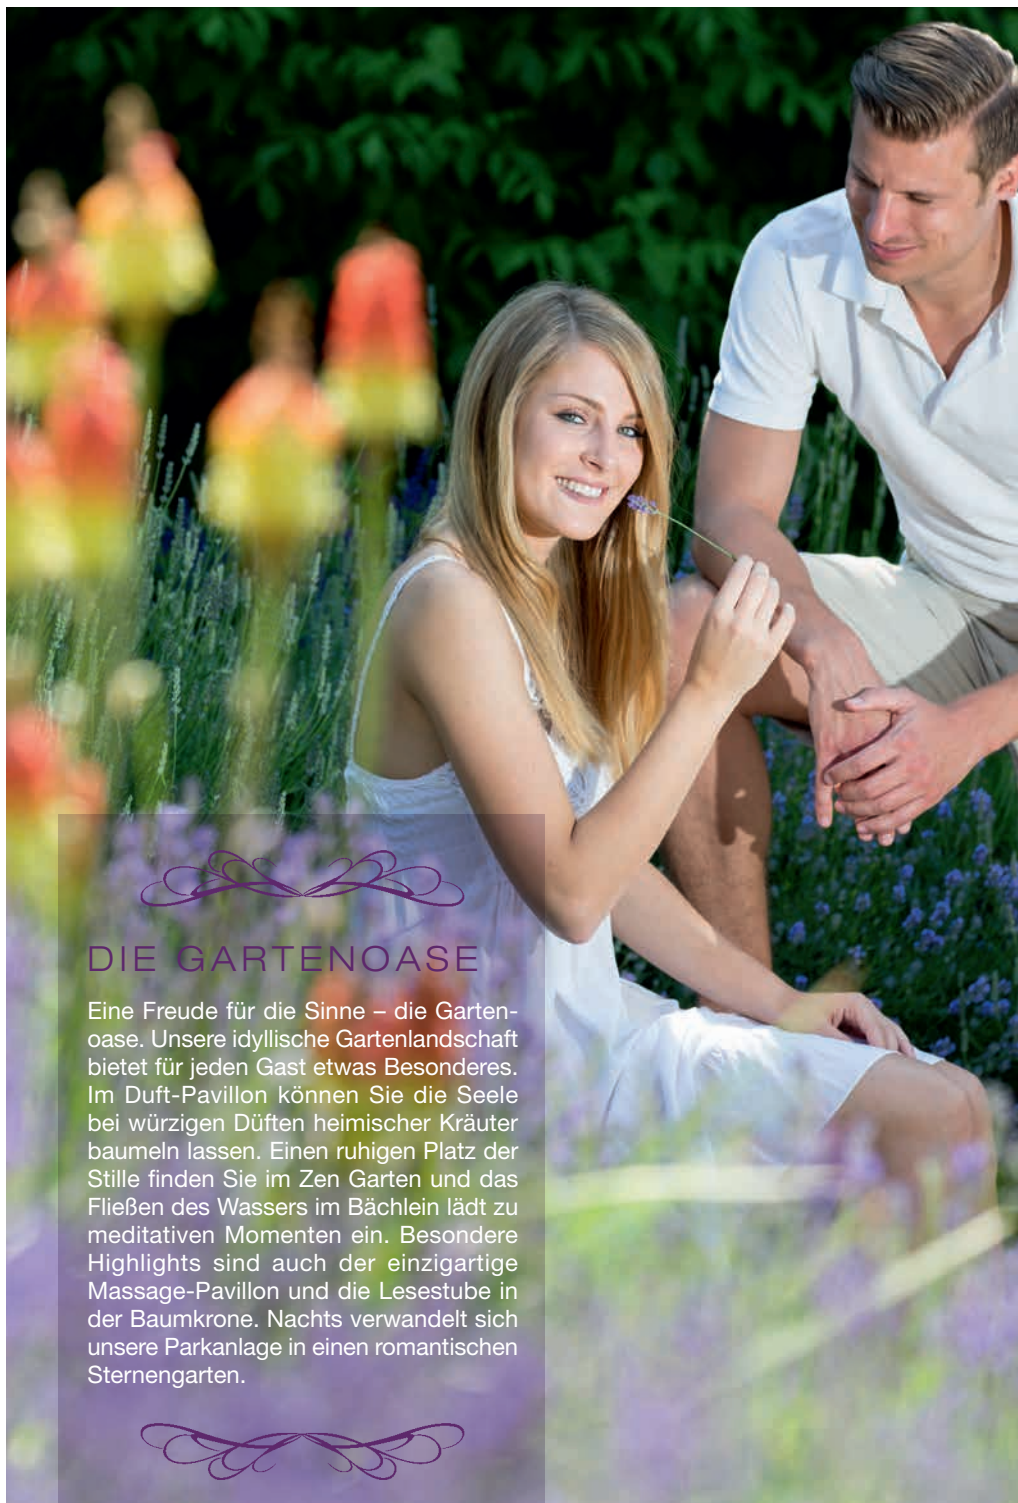 DIE GARTENOASE
Eine Freude für die Sinne – die Garten-
oase. Unsere idyllische Gartenlandschaft
bietet für jeden Gast etwas Besonderes.
Im Duft-Pavillon können Sie die Seele
bei würzigen Düften heimischer Kräuter
baumeln lassen. Einen ruhigen Platz der
Stille finden Sie im Zen Garten und das
Fließen des Wassers im Bächlein lädt zu
meditativen Momenten ein. Besondere
Highlights sind auch der einzigartige
Massage-Pavillon und die Lesestube in
der Baumkrone. Nachts verwandelt sich
unsere Parkanlage in einen romantischen
Sternengarten.